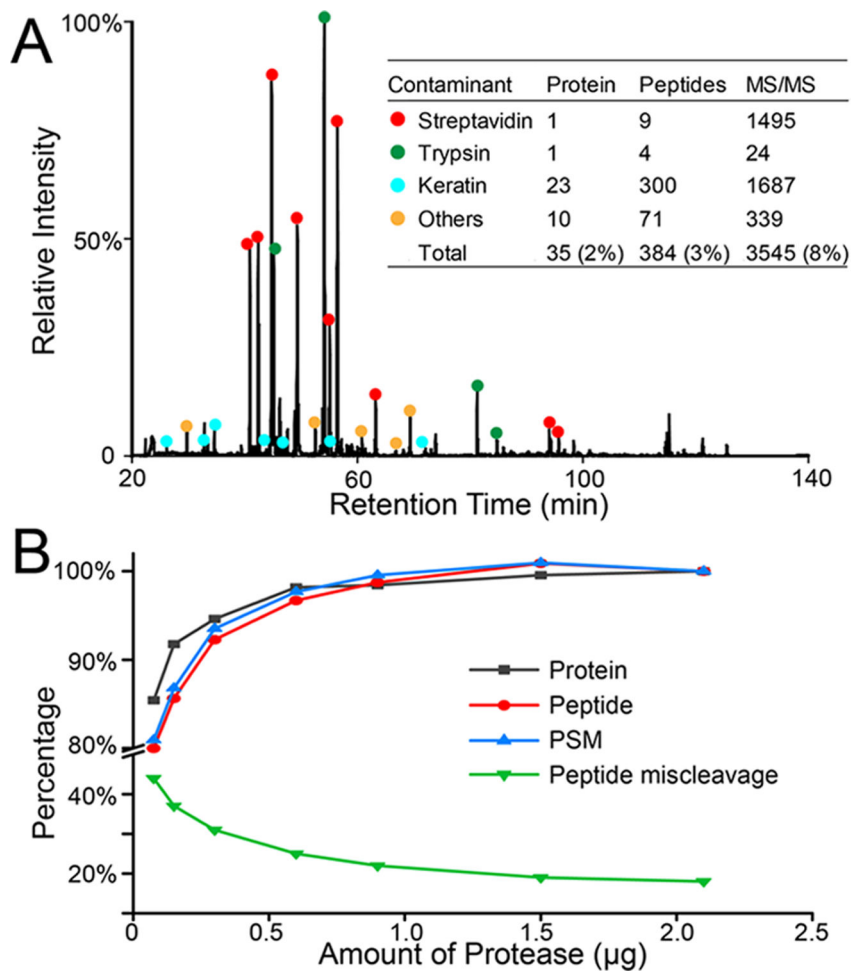 A
100%
50%
0
Relative Intensity
Contaminant Protein Peptides MS/MS
Streptavidin 1 9 1495
Trypsin 1 4 24
Keratin 23 300 1687
Others 10 71 339
Total 35 (2%) 384 (3%) 3545 (8%)
20 60 100 140
Retention Time (min)
B
100%
90%
80%
40%
20%
Percentage
Protein
Peptide
PSM
Peptide miscleavage
0 0.5 1.0 1.5 2.0 2.5
Amount of Protease (μg)